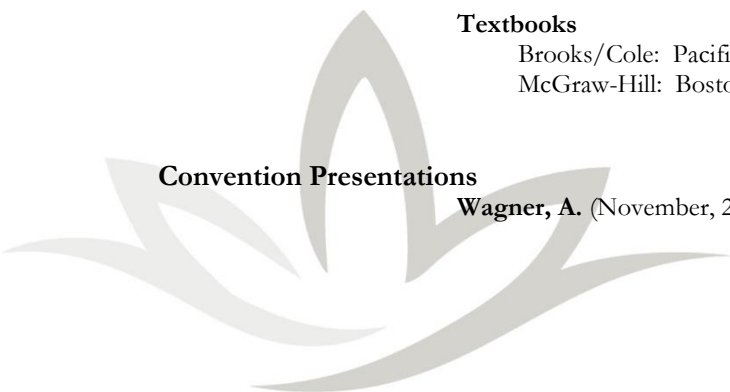 Textbooks
Brooks/Cole: Pacifi
McGraw-Hill: Bosto
Convention Presentations
Wagner, A. (November, 2